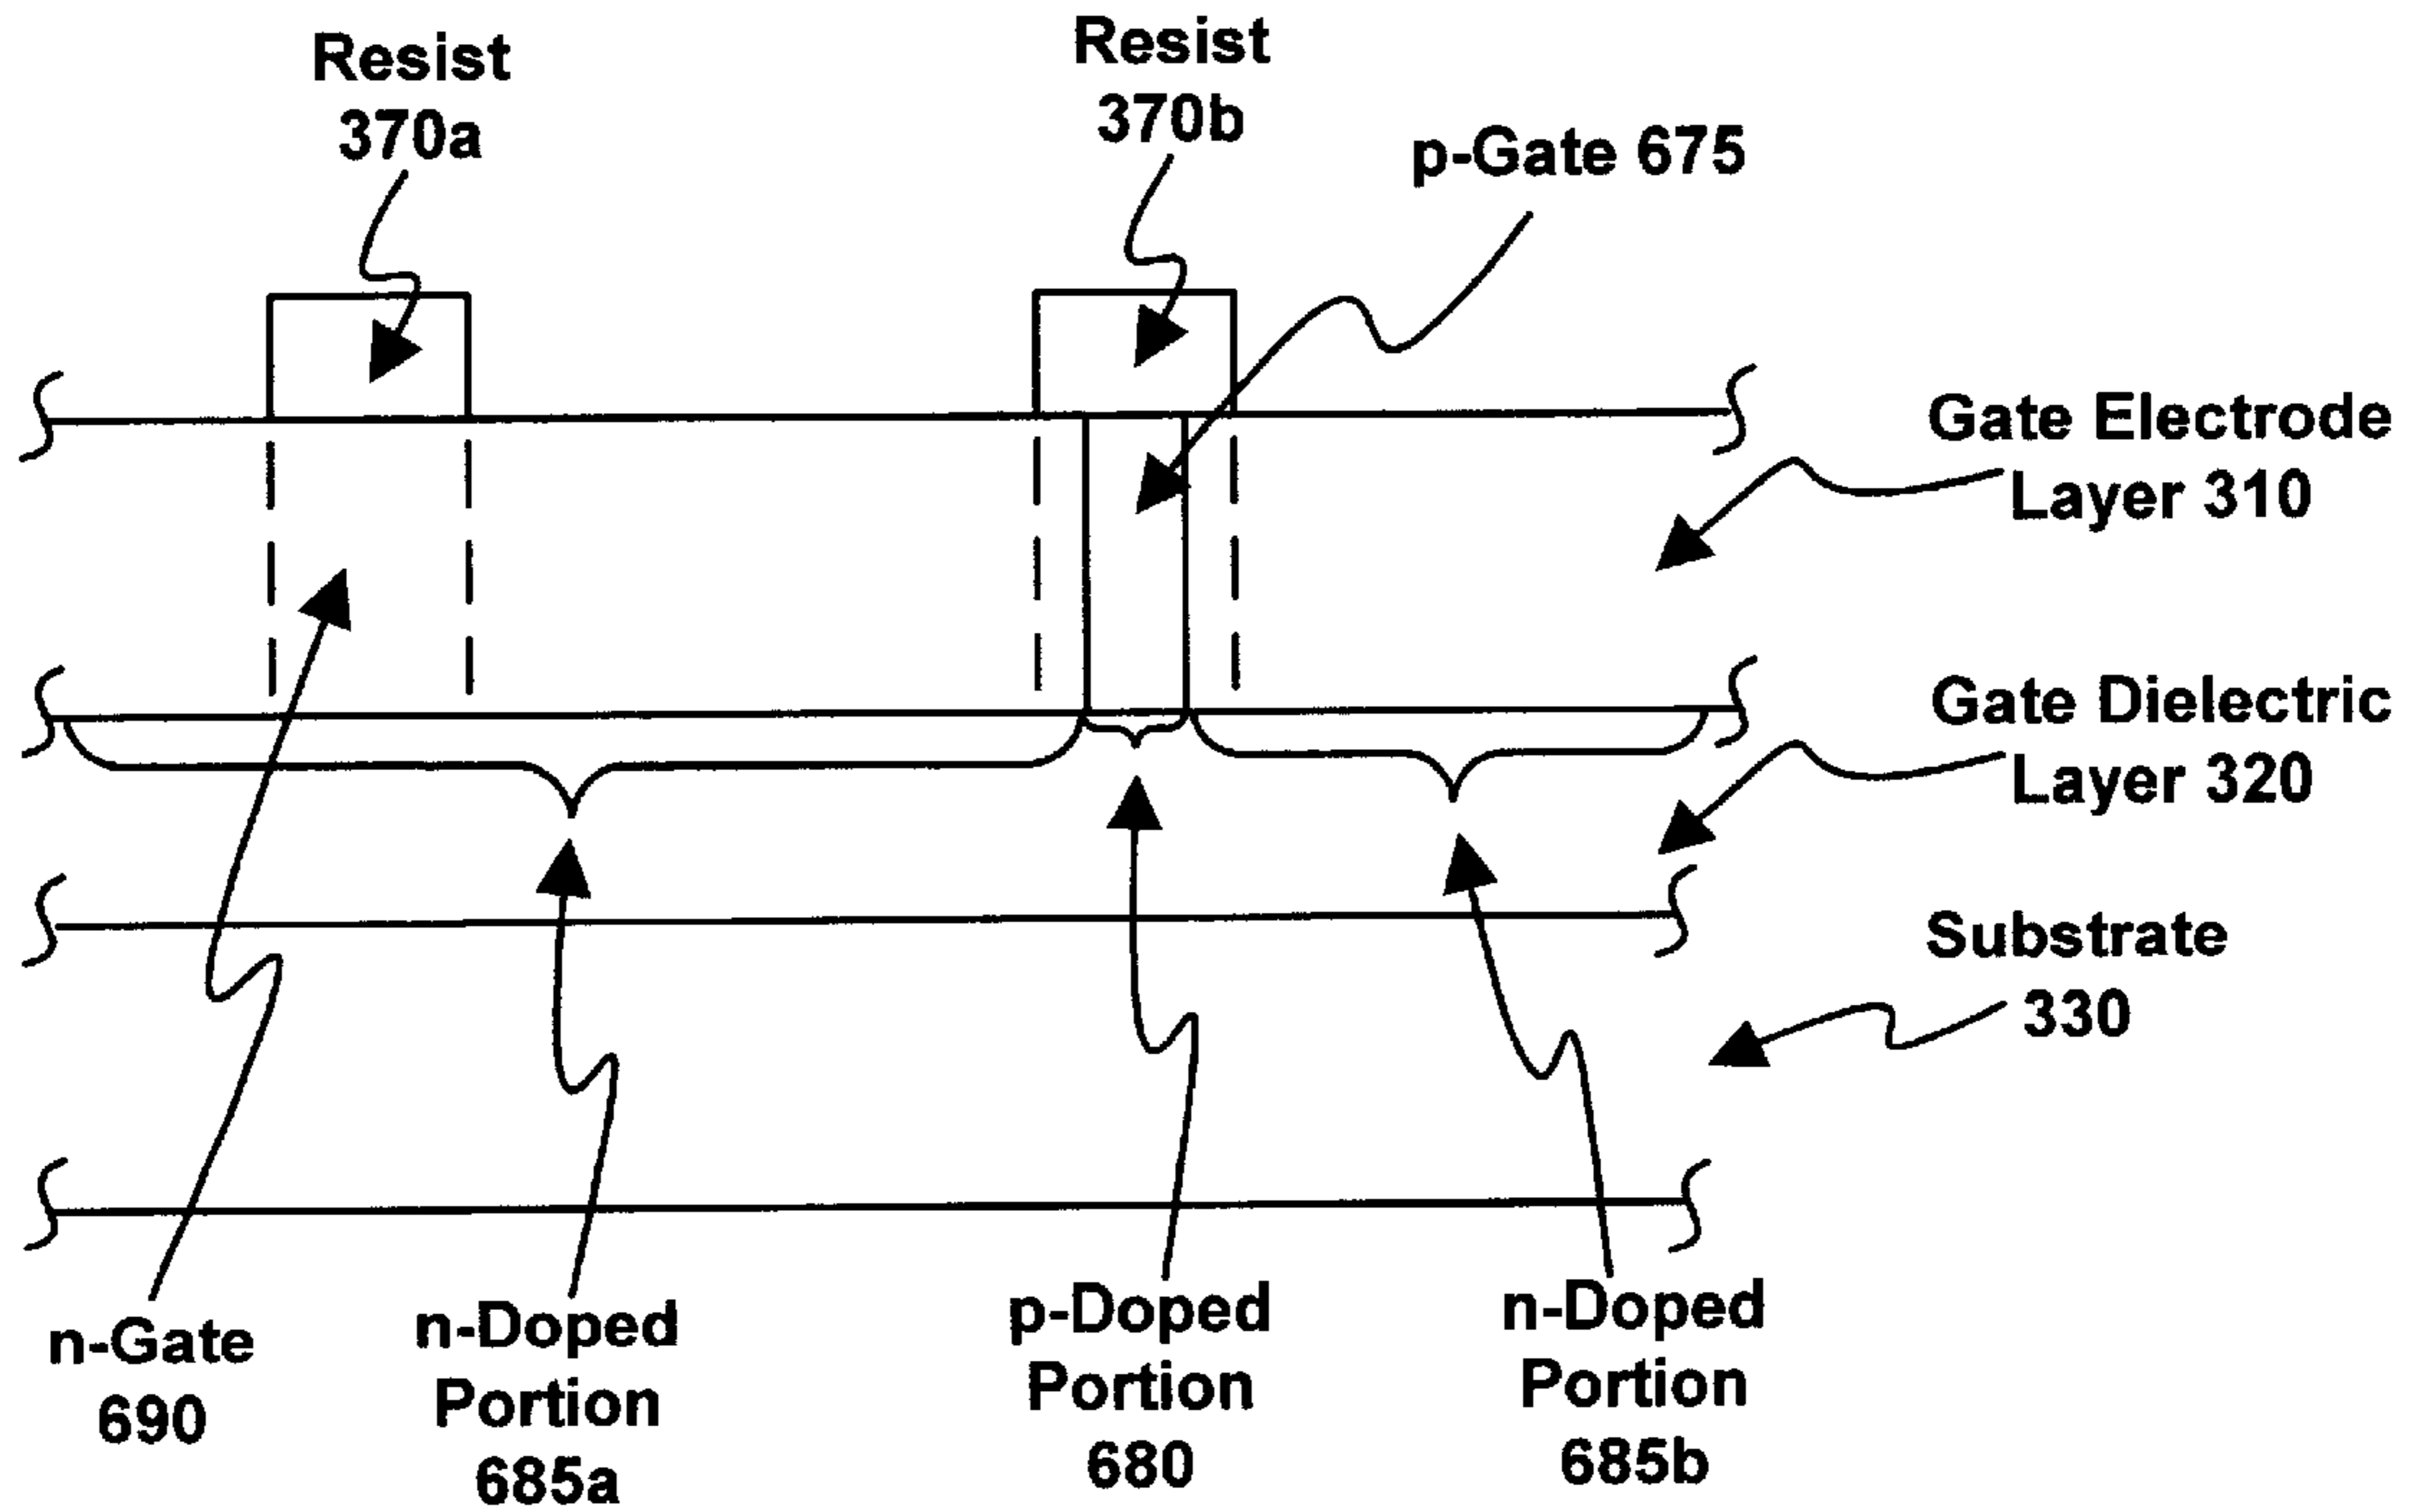 Resist
370a
Resist
370b
p-Gate 675
Gate Electrode
Layer 310
Gate Dielectric
Layer 320
Substrate
330
n-Gate
690
n-Doped
Portion
685a
p-Doped
Portion
680
n-Doped
Portion
685b